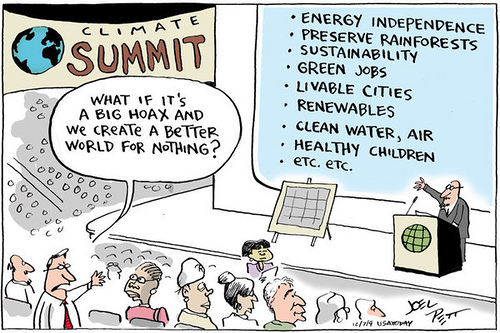 CLIMATE
SUMMIT
• ENERGY INDEPENDENCE
• PRESERVE RAINFORESTS
• SUSTAINABILITY
• GREEN JOBS
• LIVABLE CITIES
• RENEWABLES
• CLEAN WATER, AIR
• HEALTHY CHILDREN
• ETC. ETC.
WHAT IF IT'S
A BIG HOAX AND
WE CREATE A BETTER
WORLD FOR NOTHING?
JOEL
PETT
12/7/9 USA TODAY